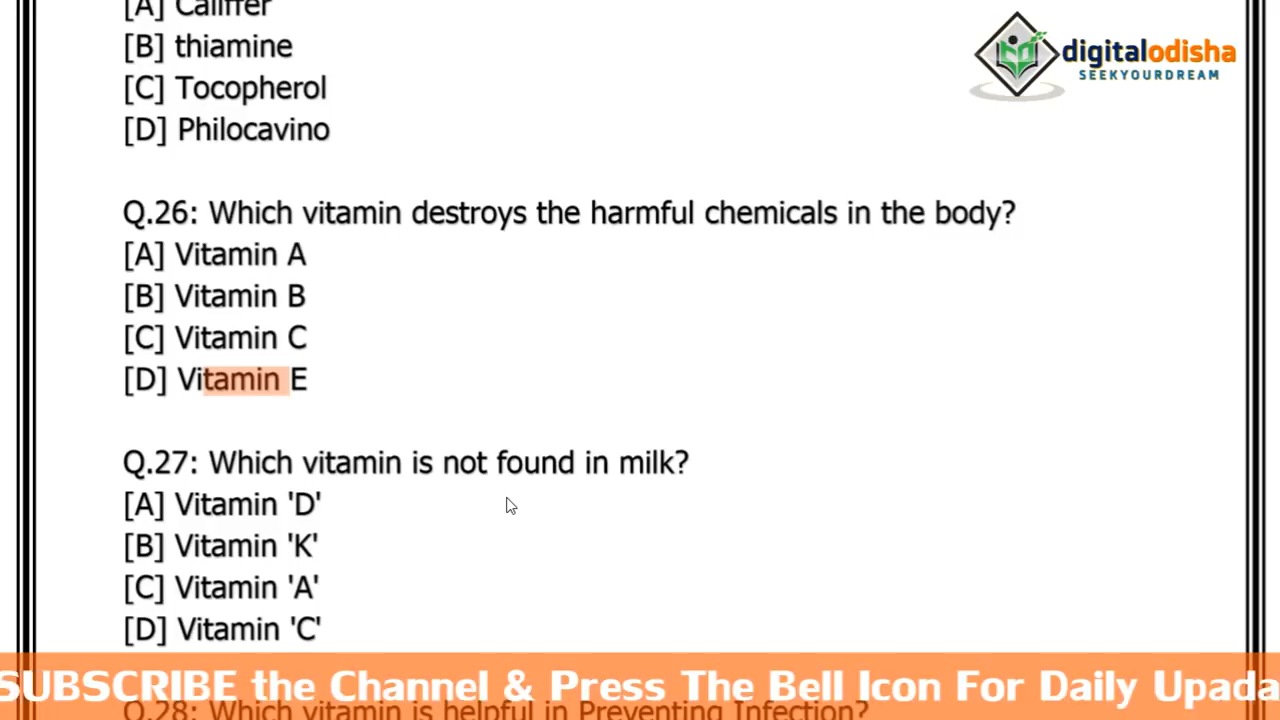 [A] Califfer
[B] thiamine
[C] Tocopherol
[D] Philocavino
digitalodisha
SEEKYOURDREAM
Q.26: Which vitamin destroys the harmful chemicals in the body?
[A] Vitamin A
[B] Vitamin B
[C] Vitamin C
[D] Vitamin E
Q.27: Which vitamin is not found in milk?
[A] Vitamin 'D'
[B] Vitamin 'K'
[C] Vitamin 'A'
[D] Vitamin 'C'
SUBSCRIBE the Channel & Press The Bell Icon For Daily Upada
Q.28: Which vitamin is helpful in Preventing Infection?